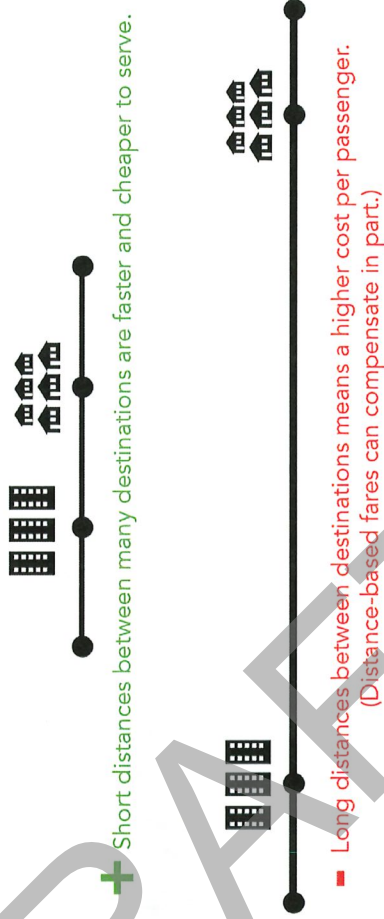 + Short distances between many destinations are faster and cheaper to serve.
- Long distances between destinations means a higher cost per passenger.
(Distance-based fares can compensate in part.)
DRAFT